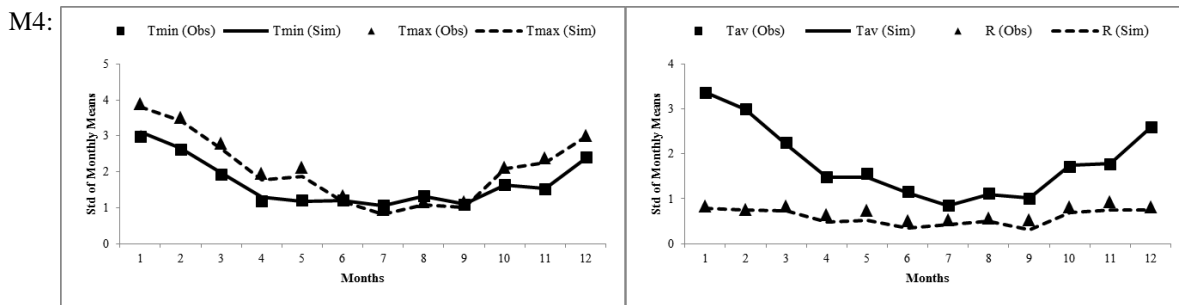 M4:
Tmin (Obs) Tmin (Sim) Tmax (Obs) Tmax (Sim)
Std of Monthly Means
5
4
3
2
1
0
1 2 3 4 5 6 7 8 9 10 11 12
Months
Tav (Obs) Tav (Sim) R (Obs) R (Sim)
Std of Monthly Means
4
3
2
1
0
1 2 3 4 5 6 7 8 9 10 11 12
Months